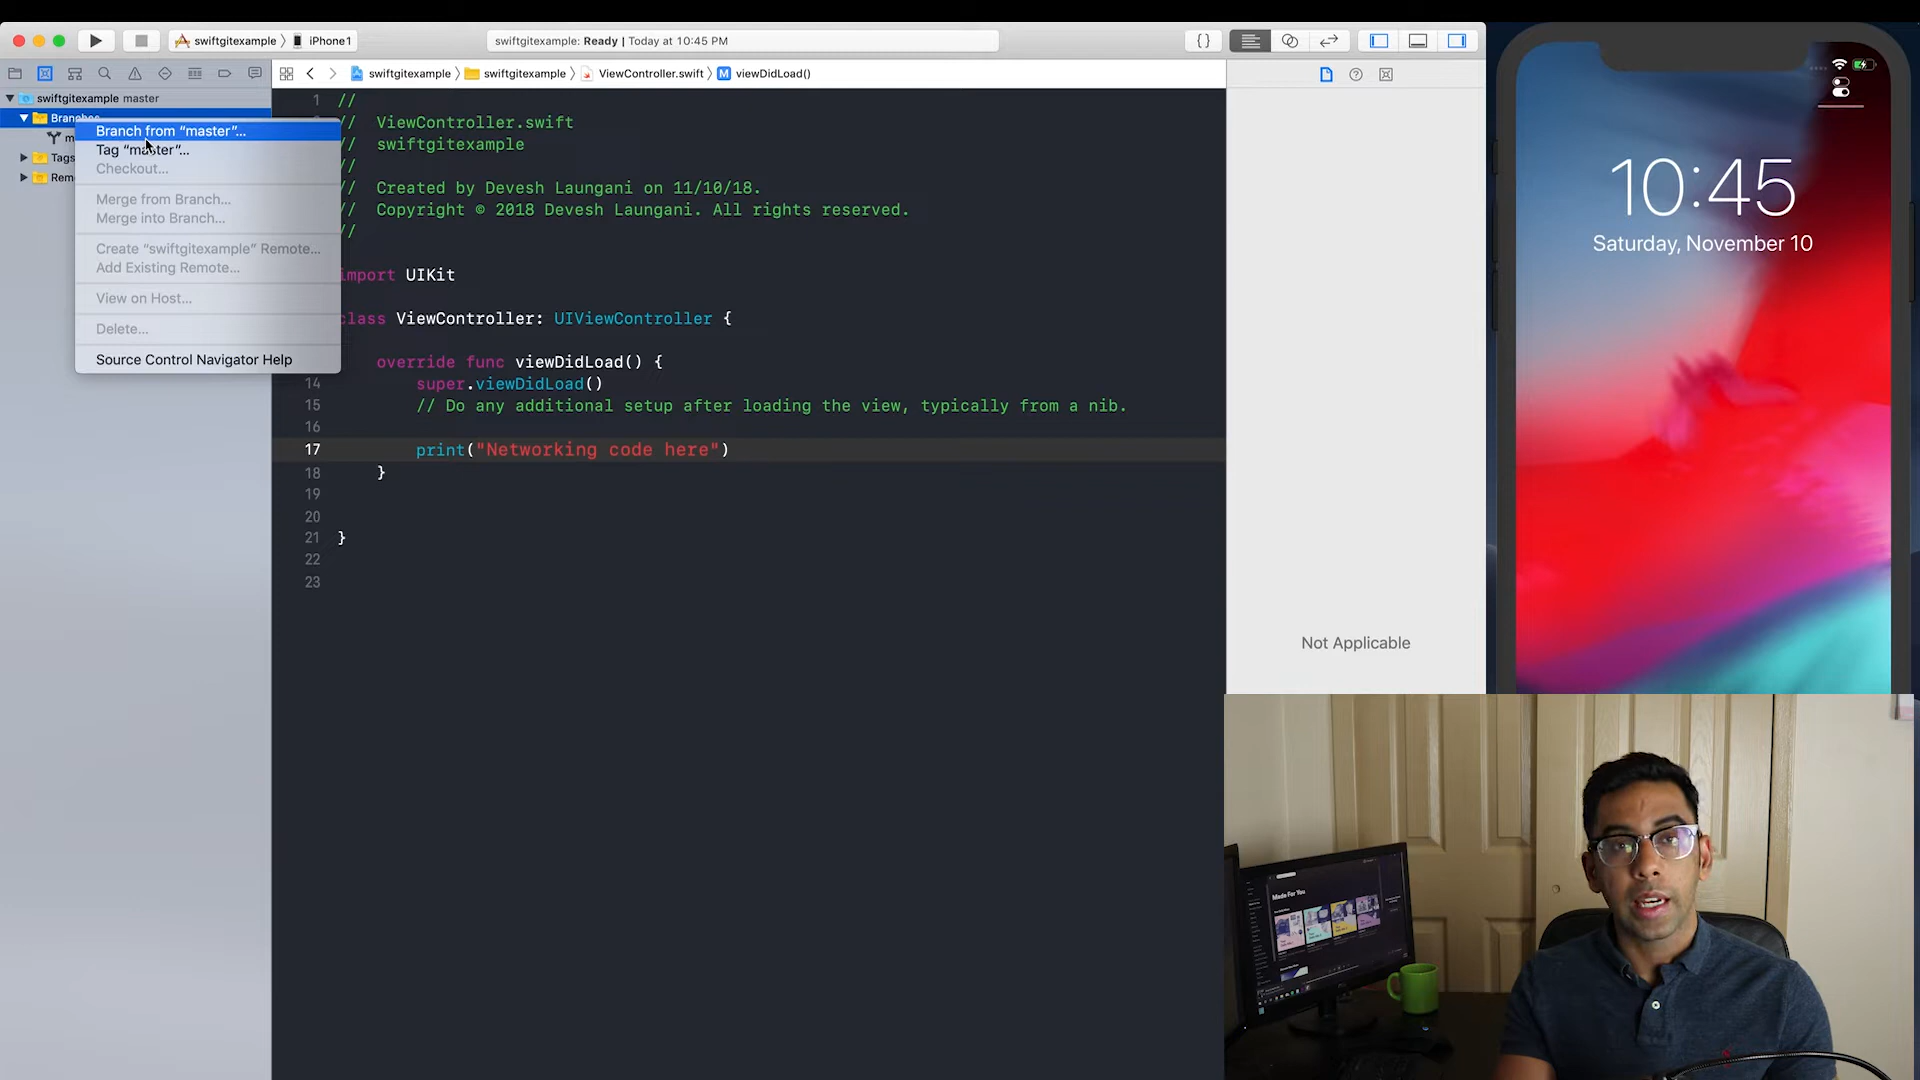 swiftgitexample
iPhone1
swiftgitexample: Ready | Today at 10:45 PM
{ }
swiftgitexample
swiftgitexample
ViewController.swift
M
viewDidLoad()
swiftgitexample master
Branches
Tags
Branch from “master”...
Tag “master”...
Checkout...
Merge from Branch...
Merge into Branch...
Create “swiftgitexample” Remote...
Add Existing Remote...
View on Host...
Delete...
Source Control Navigator Help
1 //
// ViewController.swift
// swiftgitexample
//
// Created by Devesh Laungani on 11/10/18.
// Copyright © 2018 Devesh Laungani. All rights reserved.
//
import UIKit
class ViewController: UIViewController {
override func viewDidLoad() {
14 super.viewDidLoad()
15 // Do any additional setup after loading the view, typically from a nib.
16
17 print("Networking code here")
18 }
19
20
21 }
22
23
Not Applicable
10:45
Saturday, November 10
Made For You